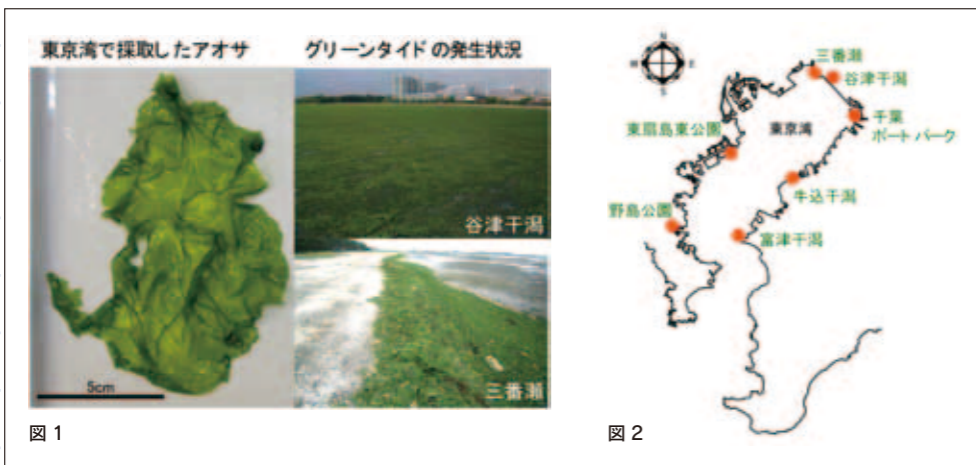 東京湾で採取したアオサ
グリーンタイドの発生状況
谷津干潟
三番瀬
5cm
図1
N
W
E
S
三番瀬
谷津干潟
千葉
ポートパーク
東京湾
東扇島東公園
牛込干潟
野島公園
富津干潟
図2